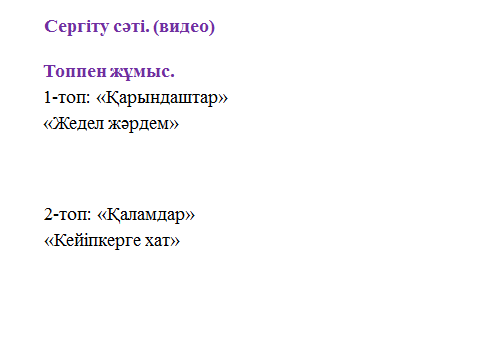 Сергіту сәті. (видео)
Топпен жұмыс.
1-топ: «Қарындаштар»
«Жедел жәрдем»
2-топ: «Қаламдар»
«Кейіпкерге хат»